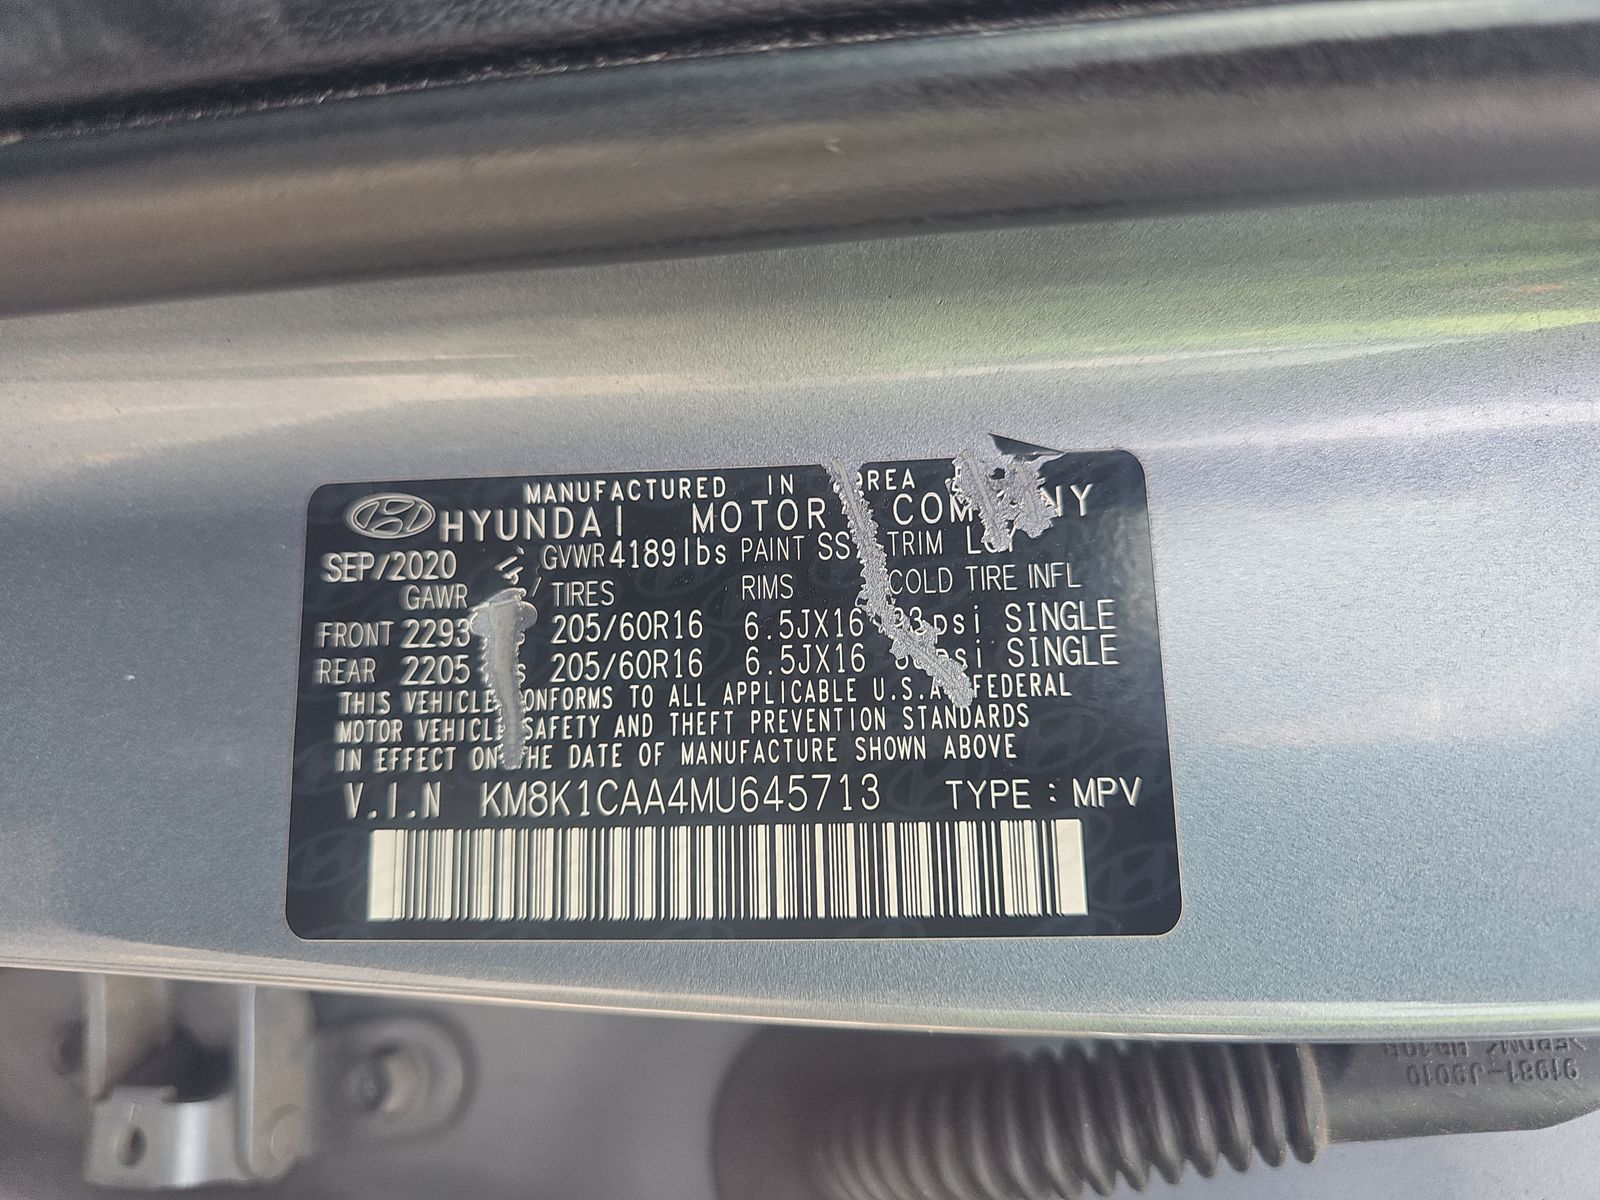 MANUFACTURED IN KOREA
HYUNDAI MOTOR COMPANY
SEP/2020 GVWR 4189lbs PAINT TRIM
GAWR TIRES RIMS COLD TIRE INFL
FRONT 2293 205/60R16 6.5JX16 33psi SINGLE
REAR 2205 205/60R16 6.5JX16 psi SINGLE
THIS VEHICLE CONFORMS TO ALL APPLICABLE U.S.A. FEDERAL
MOTOR VEHICLE SAFETY AND THEFT PREVENTION STANDARDS
IN EFFECT ON THE DATE OF MANUFACTURE SHOWN ABOVE
V.I.N KM8K1CAA4MU645713 TYPE : MPV
91981-J9010